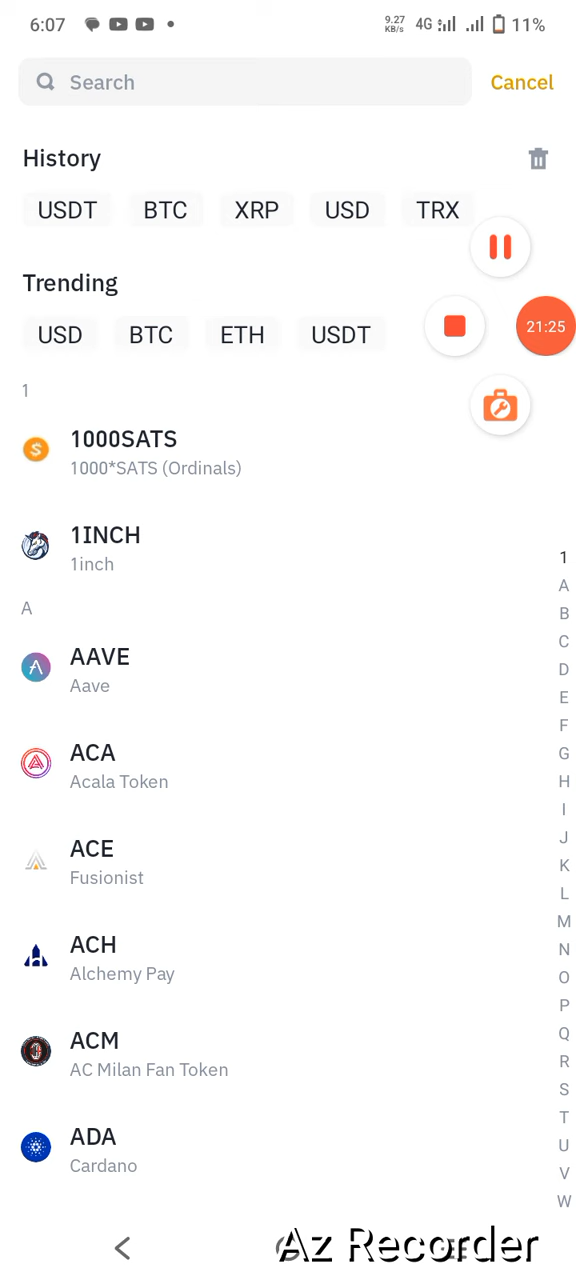 6:07 9.27 KB/s 4G 11%
Search Cancel
History
USDT BTC XRP USD TRX
Trending
USD BTC ETH USDT
21:25
1
1000SATS
1000*SATS (Ordinals)
1INCH
1inch
A
AAVE
Aave
ACA
Acala Token
ACE
Fusionist
ACH
Alchemy Pay
ACM
AC Milan Fan Token
ADA
Cardano
1
A
B
C
D
E
F
G
H
I
J
K
L
M
N
O
P
Q
R
S
T
U
V
W
Az Recorder